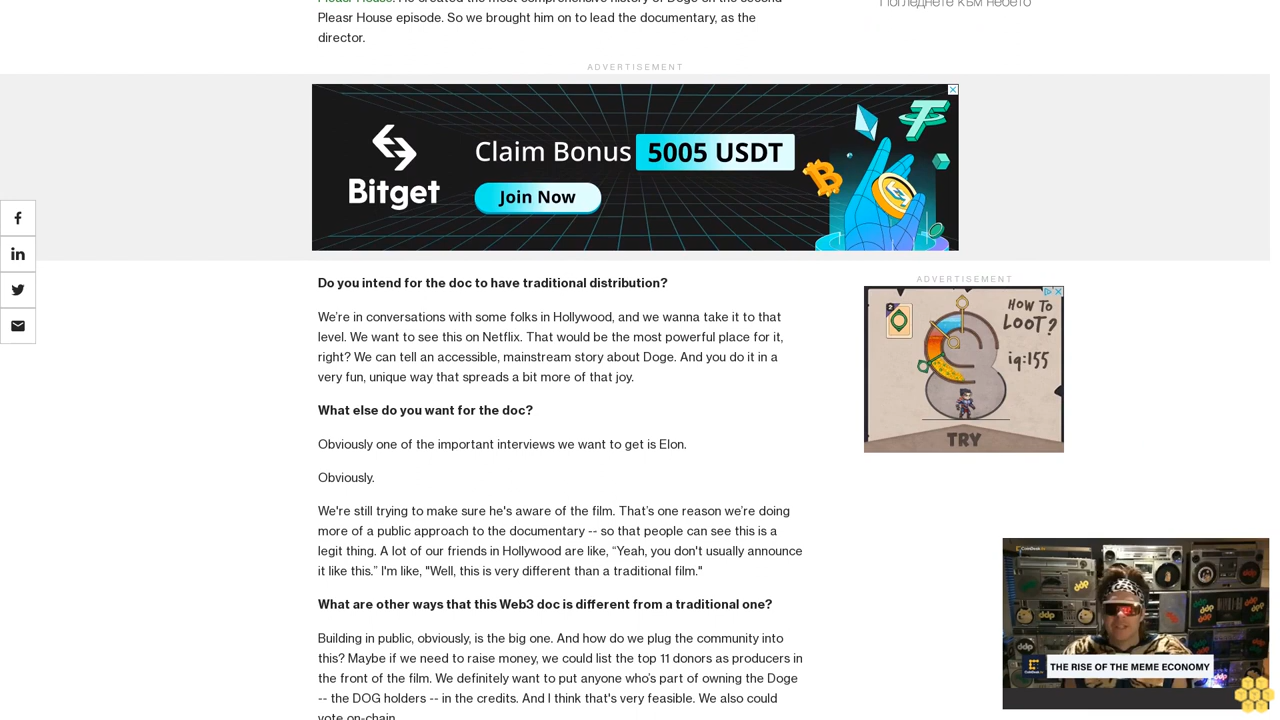 Pleasr House. He created the most comprehensive history of Doge on the second
Pleasr House episode. So we brought him on to lead the documentary, as the
director.
Погледнете към небето
ADVERTISEMENT
Bitget
Claim Bonus 5005 USDT
Join Now
Do you intend for the doc to have traditional distribution?
We're in conversations with some folks in Hollywood, and we wanna take it to that
level. We want to see this on Netflix. That would be the most powerful place for it,
right? We can tell an accessible, mainstream story about Doge. And you do it in a
very fun, unique way that spreads a bit more of that joy.
What else do you want for the doc?
Obviously one of the important interviews we want to get is Elon.
Obviously.
We're still trying to make sure he's aware of the film. That's one reason we're doing
more of a public approach to the documentary -- so that people can see this is a
legit thing. A lot of our friends in Hollywood are like, "Yeah, you don't usually announce
it like this." I'm like, "Well, this is very different than a traditional film."
What are other ways that this Web3 doc is different from a traditional one?
Building in public, obviously, is the big one. And how do we plug the community into
this? Maybe if we need to raise money, we could list the top 11 donors as producers in
the front of the film. We definitely want to put anyone who's part of owning the Doge
-- the DOG holders -- in the credits. And I think that's very feasible. We also could
vote on-chain
ADVERTISEMENT
2
HOW TO
LOOT?
iq:155
TRY
CoinDesk
ddp
ddp
ddp
ddp
THE RISE OF THE MEME ECONOMY